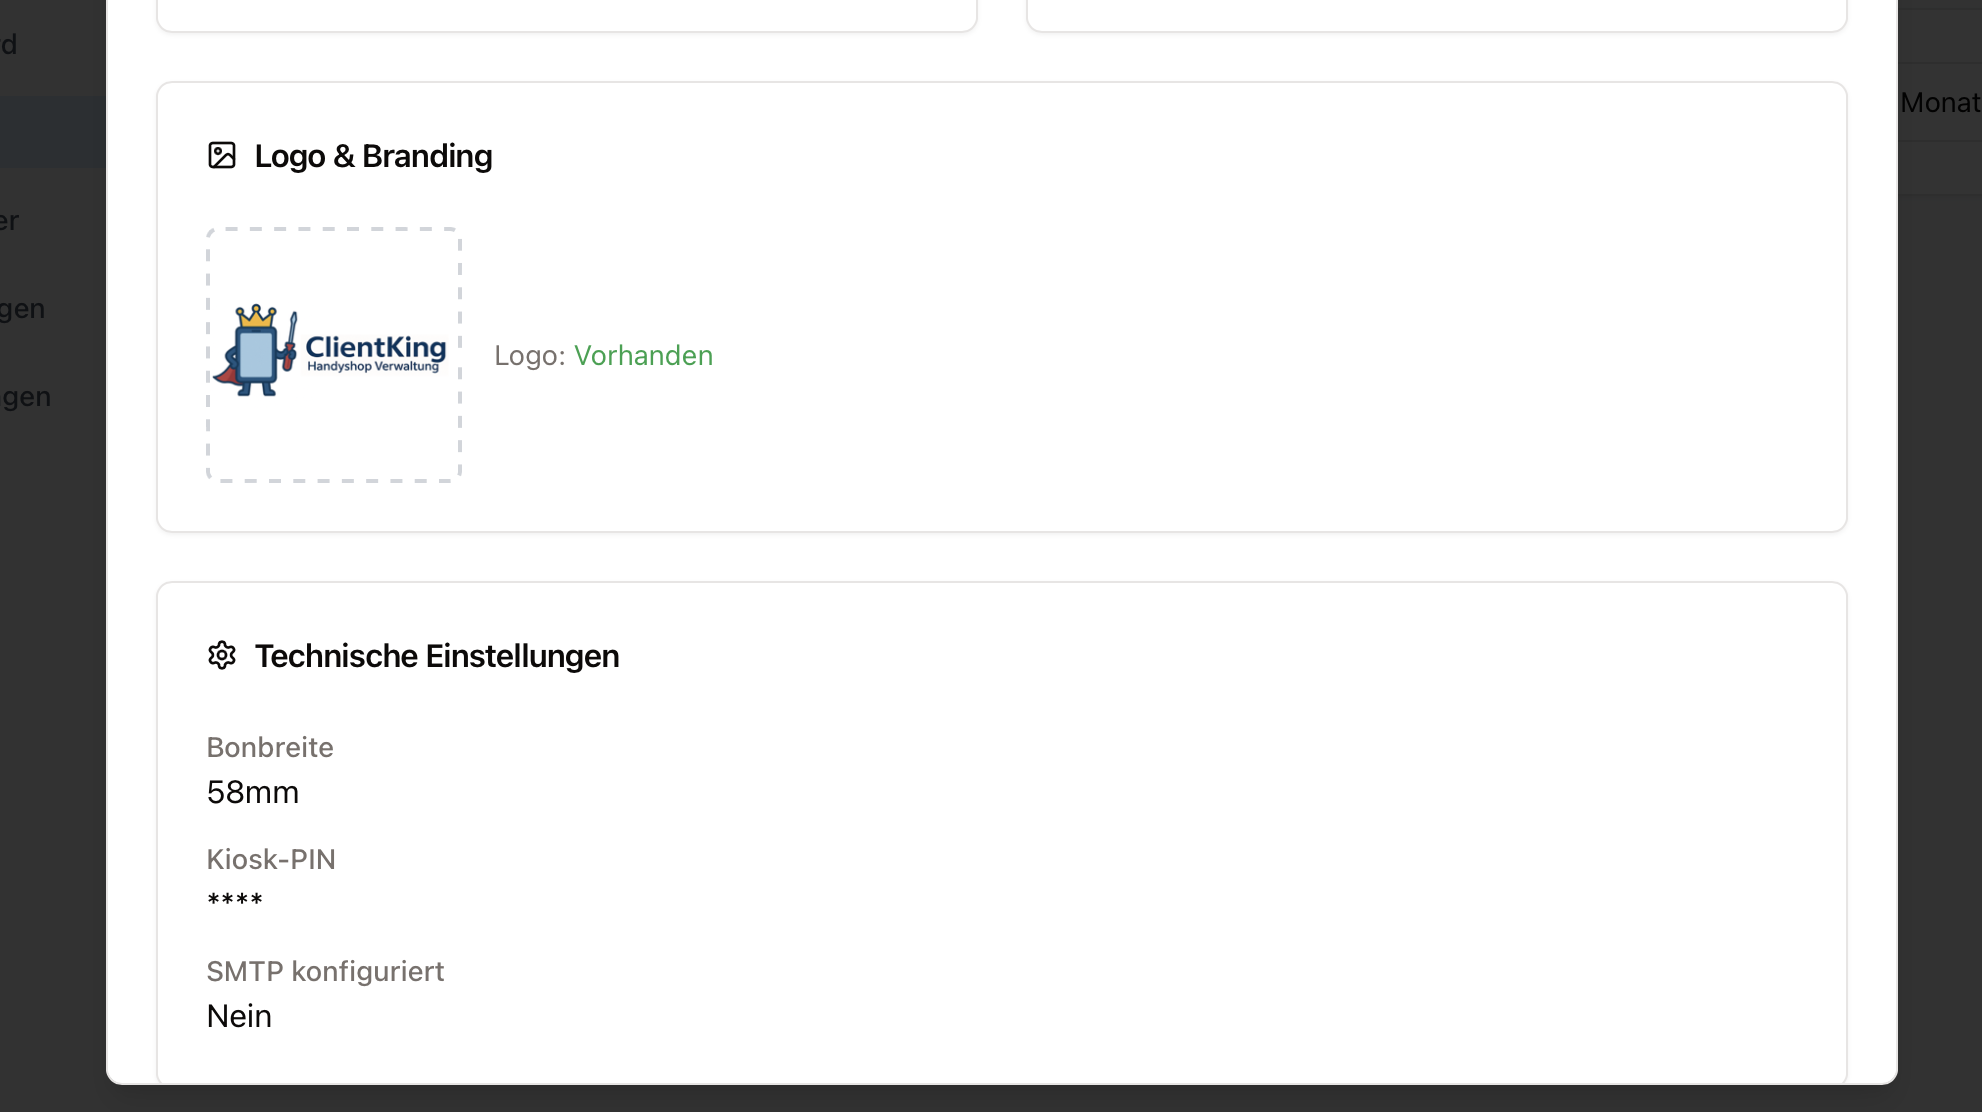 d
Monat
er
gen
gen
Logo & Branding
ClientKing
Handyshop Verwaltung
Logo: Vorhanden
Technische Einstellungen
Bonbreite
58mm
Kiosk-PIN
****
SMTP konfiguriert
Nein